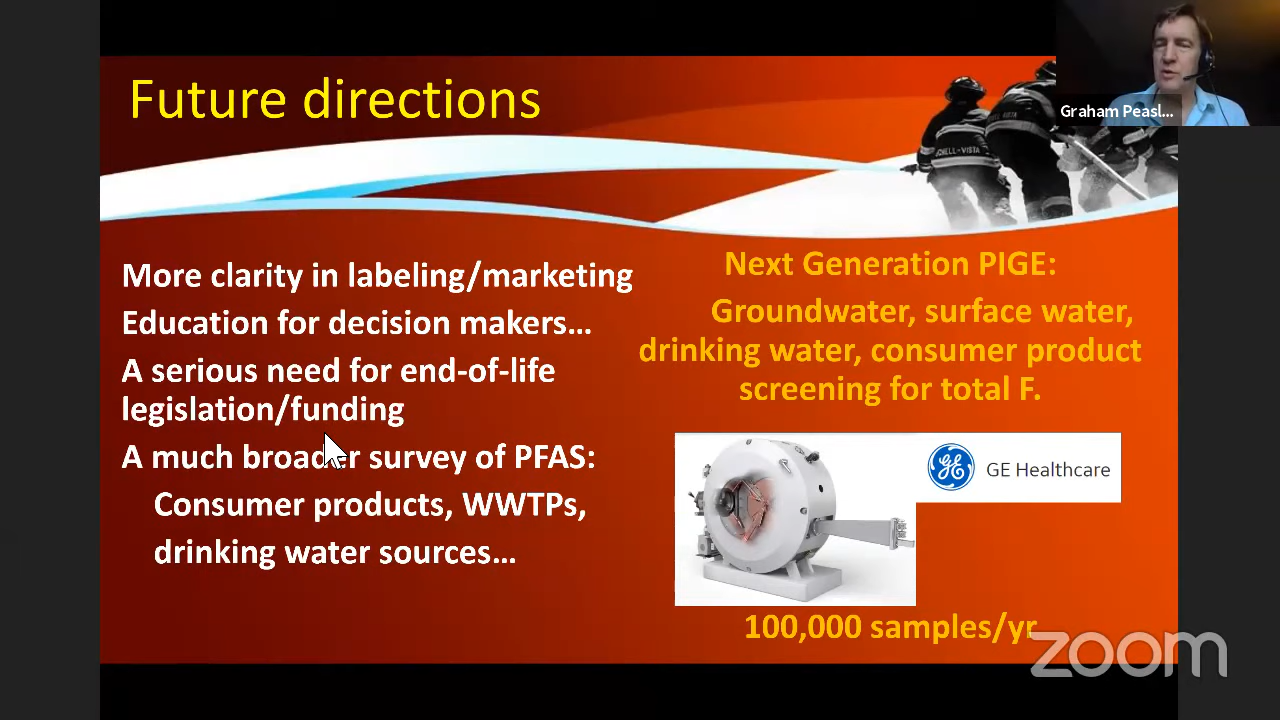 Future directions
Graham Peasl...
More clarity in labeling/marketing
Education for decision makers...
A serious need for end-of-life
legislation/funding
A much broader survey of PFAS:
Consumer products, WWTPs,
drinking water sources...
Next Generation PIGE:
Groundwater, surface water,
drinking water, consumer product
screening for total F.
GE Healthcare
100,000 samples/yr
zoom